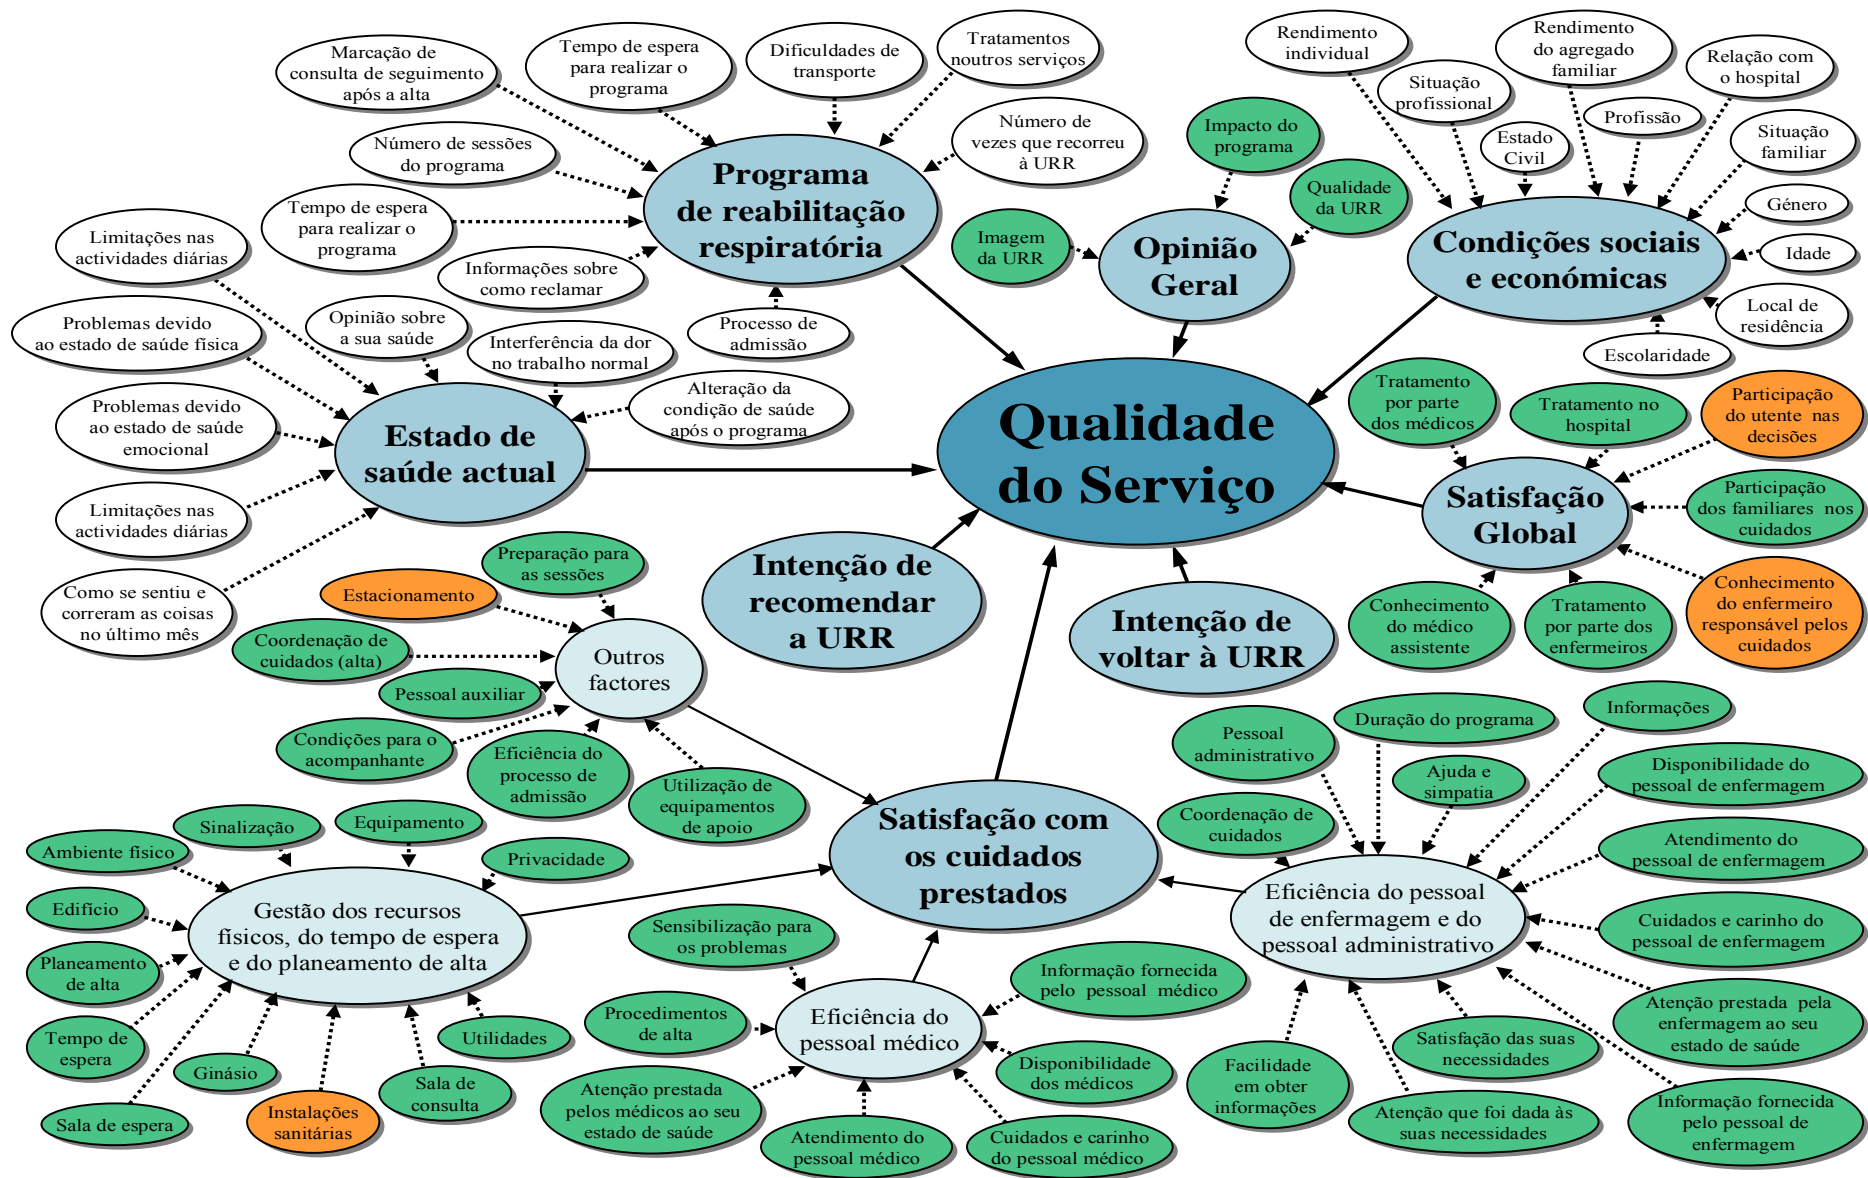 Marcação de
consulta de seguimento
após a alta
Tempo de espera
para realizar o
programa
Dificuldades de
transporte
Tratamentos
noutros serviços
Número de sessões
do programa
Número de
vezes que recorreu
à URR
Tempo de espera
para realizar o
programa
Programa
de reabilitação
respiratória
Informações sobre
como reclamar
Processo de
admissão
Rendimento
individual
Situação
profissional
Rendimento
do agregado
familiar
Relação com
o hospital
Estado
Civil
Profissão
Situação
familiar
Género
Idade
Local de
residência
Escolaridade
Condições sociais
e económicas
Impacto do
programa
Qualidade
da URR
Imagem
da URR
Opinião
Geral
Limitações nas
actividades diárias
Problemas devido
ao estado de saúde física
Opinião sobre
a sua saúde
Interferência da dor
no trabalho normal
Problemas devido
ao estado de saúde
emocional
Alteração da
condição de saúde
após o programa
Estado de
saúde actual
Limitações nas
actividades diárias
Como se sentiu e
correram as coisas
no último mês
Qualidade
do Serviço
Tratamento
por parte
dos médicos
Tratamento no
hospital
Participação
do utente nas
decisões
Satisfação
Global
Participação
dos familiares nos
cuidados
Conhecimento
do médico
assistente
Tratamento
por parte dos
enfermeiros
Conhecimento
do enfermeiro
responsável pelos
cuidados
Intenção de
recomendar
a URR
Intenção de
voltar à URR
Preparação para
as sessões
Estacionamento
Coordenação de
cuidados (alta)
Pessoal auxiliar
Outros
factores
Condições para o
acompanhante
Eficiência do
processo de
admissão
Utilização de
equipamentos
de apoio
Satisfação com
os cuidados
prestados
Sinalização
Equipamento
Ambiente físico
Privacidade
Edifício
Gestão dos recursos
físicos, do tempo de espera
e do planeamento de alta
Planeamento
de alta
Tempo de
espera
Sala de espera
Ginásio
Instalações
sanitárias
Sala de
consulta
Utilidades
Sensibilização para
os problemas
Procedimentos
de alta
Eficiência do
pessoal médico
Informação fornecida
pelo pessoal médico
Disponibilidade
dos médicos
Atenção prestada
pelos médicos ao seu
estado de saúde
Atendimento do
pessoal médico
Cuidados e carinho
do pessoal médico
Pessoal
administrativo
Duração do programa
Informações
Ajuda e
simpatia
Coordenação de
cuidados
Disponibilidade do
pessoal de enfermagem
Atendimento do
pessoal de enfermagem
Eficiência do pessoal
de enfermagem e do
pessoal administrativo
Cuidados e carinho do
pessoal de enfermagem
Atenção prestada pela
enfermagem ao seu
estado de saúde
Satisfação das suas
necessidades
Facilidade
em obter
informações
Atenção que foi dada às
suas necessidades
Informação fornecida
pelo pessoal de
enfermagem